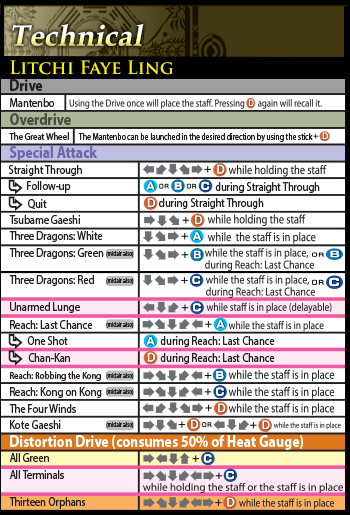 Technical
LITCHI FAYE LING
Drive
Mantenbo Using the Drive once will place the staff. Pressing D again will recall it.
Overdrive
The Great Wheel The Mantenbo can be launched in the desired direction by using the stick + D
Special Attack
Straight Through ⬅⬋⬇⬊➡ + D while holding the staff
Follow-up A OR B OR C during Straight Through
Quit D during Straight Through
Tsubame Gaeshi ➡⬇⬊ + D while holding the staff
Three Dragons: White ⬇⬊➡ + A while the staff is in place
Three Dragons: Green (midair also) ⬇⬊➡ + B while the staff is in place, OR B
during Reach: Last Chance
Three Dragons: Red (midair also) ⬇⬊➡ + C while the staff is in place, OR C
during Reach: Last Chance
Unarmed Lunge ⬅⬇⬋ + C while staff is in place (delayable)
Reach: Last Chance (midair also) ➡⬊⬇⬋⬅ + A while the staff is in place
One Shot A during Reach: Last Chance
Chan-Kan D during Reach: Last Chance
Reach: Robbing the Kong (midair also) ➡⬊⬇⬋⬅ + B while the staff is in place
Reach: Kong on Kong (midair also) ➡⬊⬇⬋⬅ + C while the staff is in place
The Four Winds ⬅⬋⬇⬊➡ + D while the staff is in place
Kote Gaeshi (midair also) ➡⬇⬊ + D OR ⬅⬇⬋ + D while the staff is in place
Distortion Drive (consumes 50% of Heat Gauge)
All Green ➡⬅⬇⬆ + C
All Terminals ➡⬊⬇⬋⬅➡ + C
while holding the staff or the staff is in place
Thirteen Orphans ➡⬊⬇⬋⬅➡ + D while the staff is in place